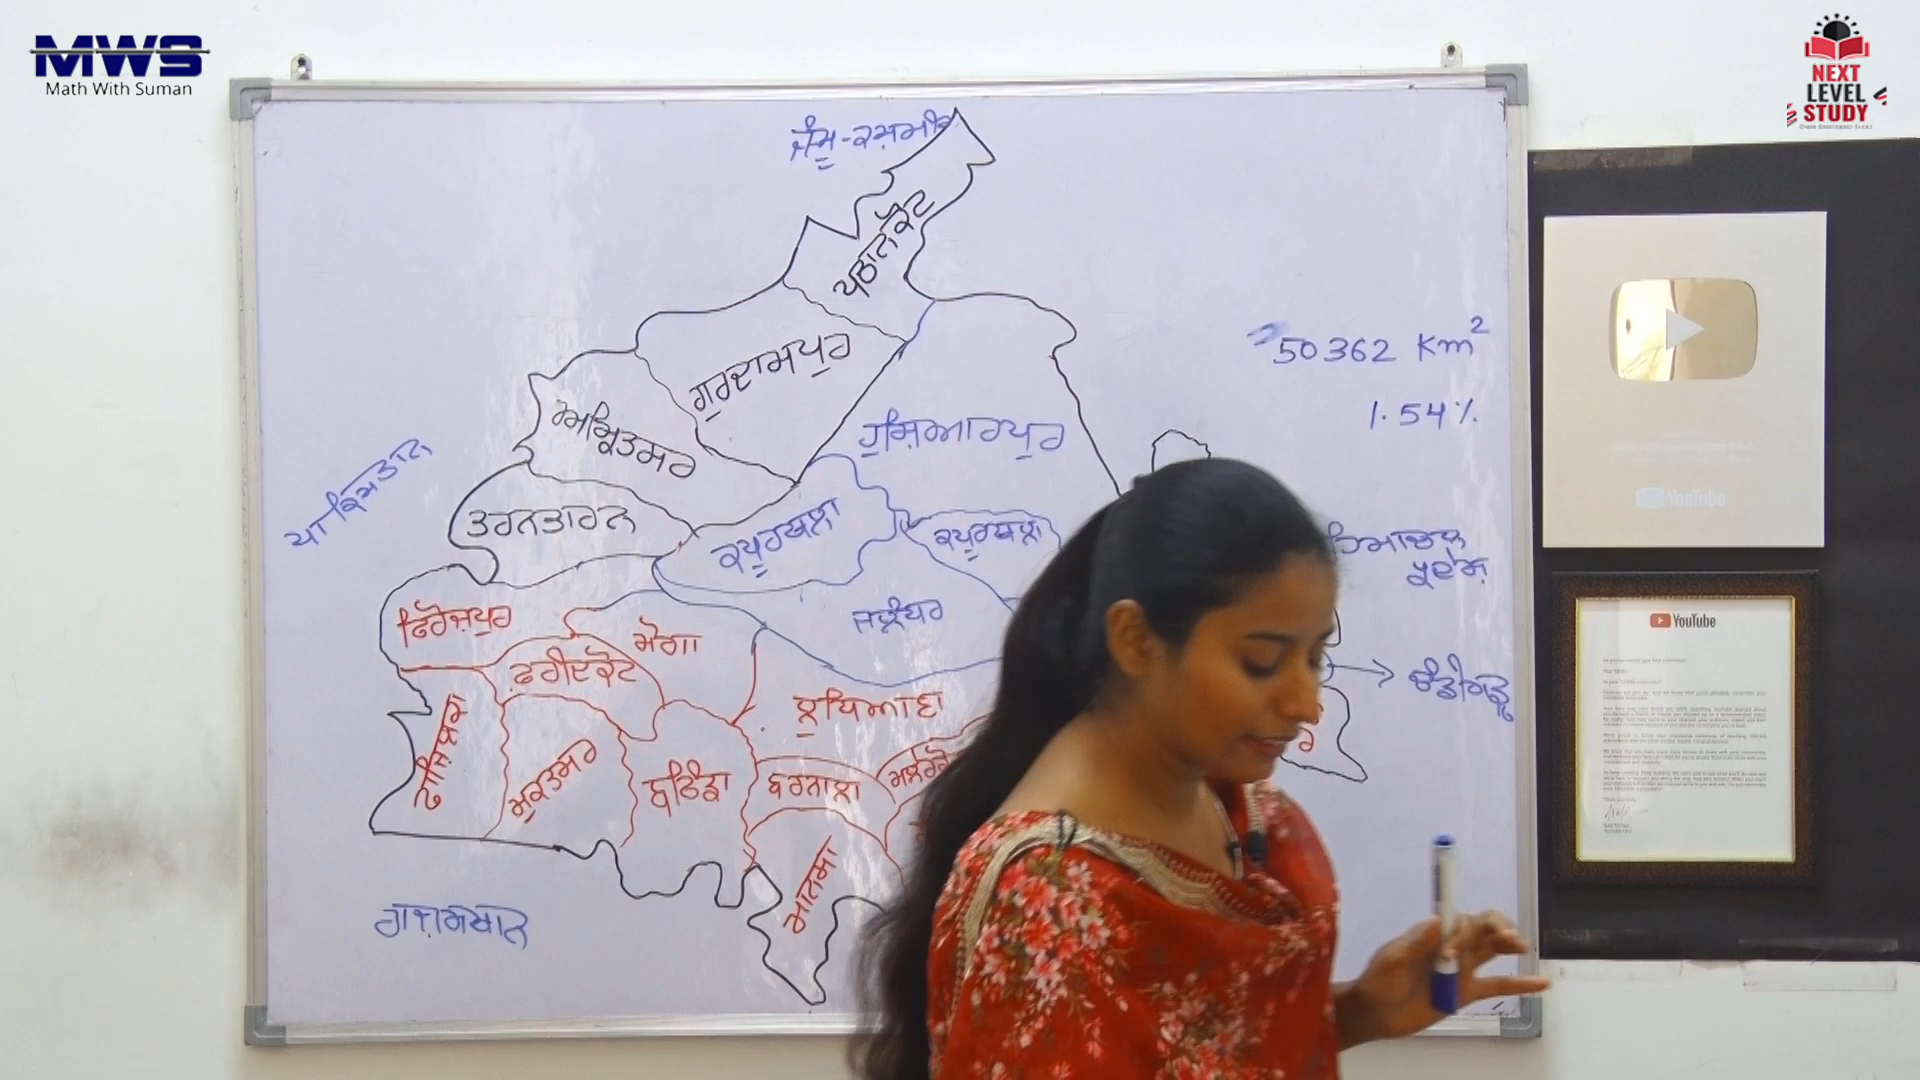 MWS
Math With Suman
NEXT
LEVEL
STUDY
ਜੰਮੂ-ਕਸ਼ਮੀਰ
ਪਠਾਨਕੋਟ
ਗੁਰਦਾਸਪੁਰ
50362 Km²
1.54%
ਅਮ੍ਰਿਤਸਰ
ਹੁਸ਼ਿਆਰਪੁਰ
ਪਾਕਿਸਤਾਨ
ਤਰਨਤਾਰਨ
ਕਪੂਰਥਲਾ
ਕਪੂਰਥਲਾ
ਪ੍ਰਦੇਸ਼
ਫਿਰੋਜ਼ਪੁਰ
ਮੋਗਾ
ਜਲੰਧਰ
ਫਰੀਦਕੋਟ
ਚੰਡੀਗੜ੍ਹ
ਲੁਧਿਆਣਾ
ਫਾਜ਼ਿਲਕਾ
ਮੁਕਤਸਰ
ਬਠਿੰਡਾ
ਬਰਨਾਲਾ
ਮਾਨਸਾ
ਰਾਜਸਥਾਨ
YouTube
YouTube